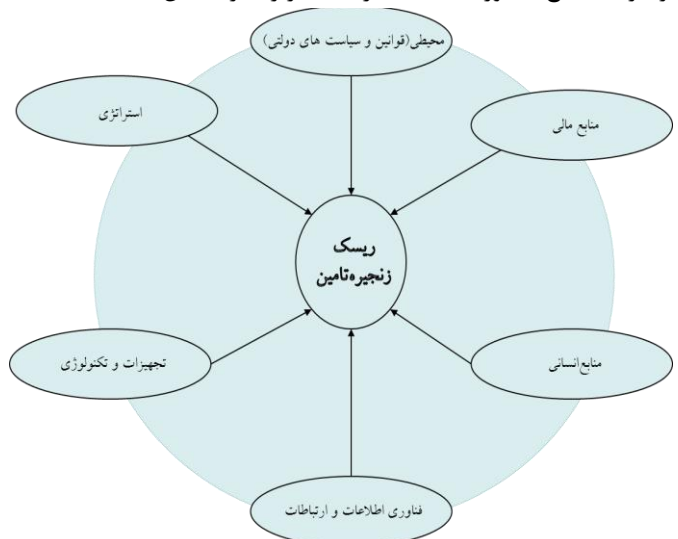 محیطی(قوانین و سیاست های دولتی)
منابع مالی
استراتژی
ریسک
زنجیره‌تامین
منابع‌انسانی
تجهیزات و تکنولوژی
فناوری اطلاعات و ارتباطات